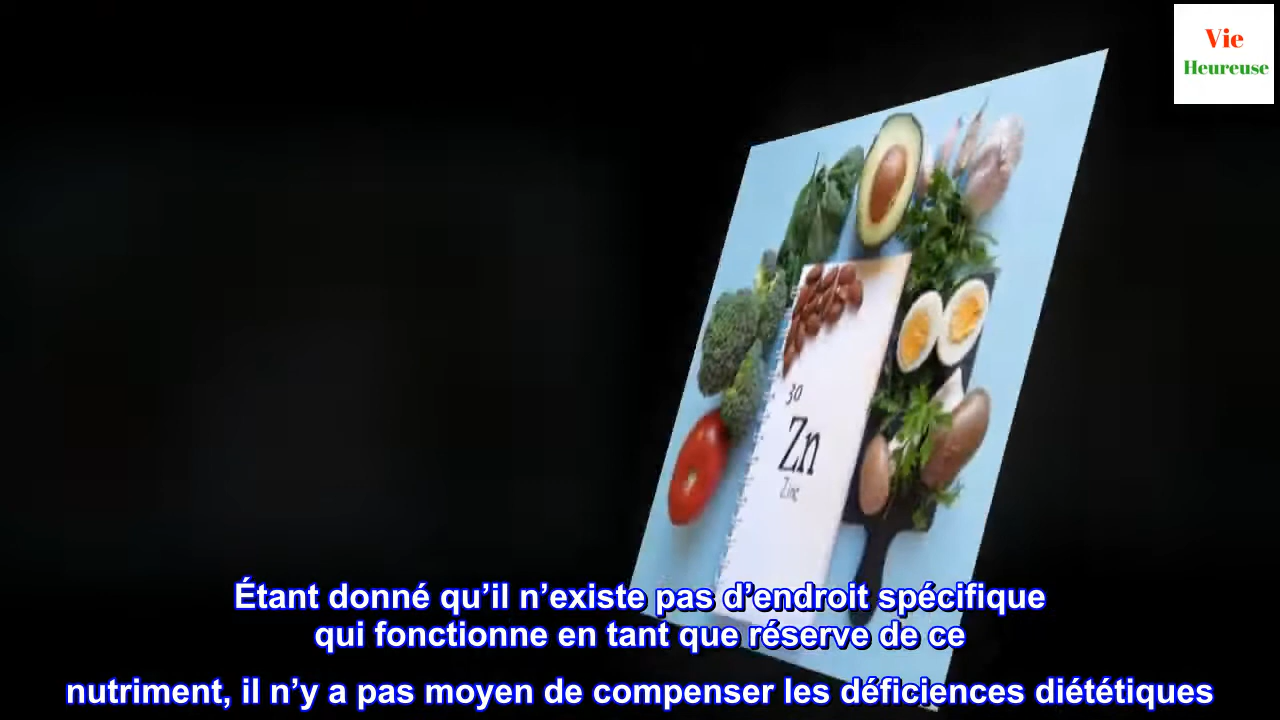 Vie
Heureuse
30
Zn
Zinc
Étant donné qu’il n’existe pas d’endroit spécifique
qui fonctionne en tant que réserve de ce
nutriment, il n’y a pas moyen de compenser les déficiences diététiques